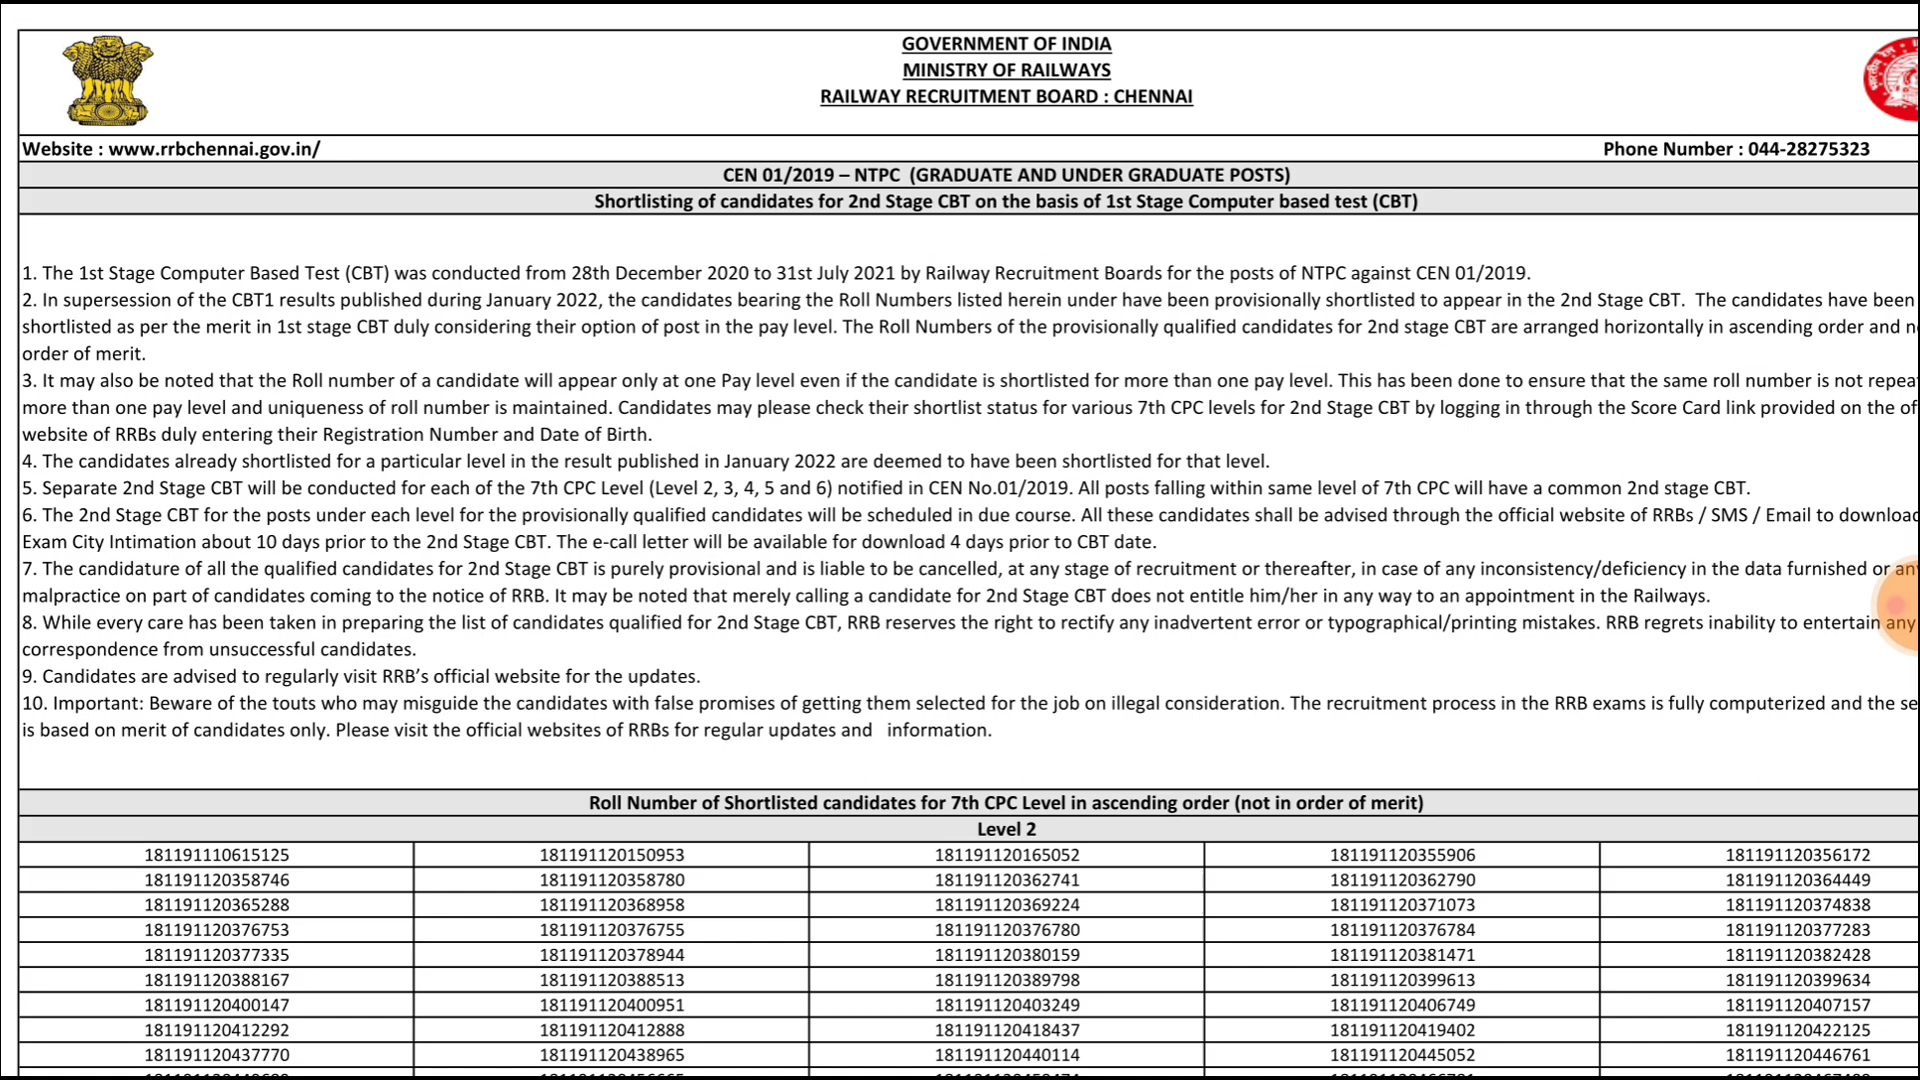 GOVERNMENT OF INDIA
MINISTRY OF RAILWAYS
RAILWAY RECRUITMENT BOARD : CHENNAI
Website : www.rrbchennai.gov.in/ Phone Number : 044-28275323
CEN 01/2019 – NTPC (GRADUATE AND UNDER GRADUATE POSTS)
Shortlisting of candidates for 2nd Stage CBT on the basis of 1st Stage Computer based test (CBT)
1. The 1st Stage Computer Based Test (CBT) was conducted from 28th December 2020 to 31st July 2021 by Railway Recruitment Boards for the posts of NTPC against CEN 01/2019.
2. In supersession of the CBT1 results published during January 2022, the candidates bearing the Roll Numbers listed herein under have been provisionally shortlisted to appear in the 2nd Stage CBT. The candidates have been
shortlisted as per the merit in 1st stage CBT duly considering their option of post in the pay level. The Roll Numbers of the provisionally qualified candidates for 2nd stage CBT are arranged horizontally in ascending order and
order of merit.
3. It may also be noted that the Roll number of a candidate will appear only at one Pay level even if the candidate is shortlisted for more than one pay level. This has been done to ensure that the same roll number is not
more than one pay level and uniqueness of roll number is maintained. Candidates may please check their shortlist status for various 7th CPC levels for 2nd Stage CBT by logging in through the Score Card link provided on the
website of RRBs duly entering their Registration Number and Date of Birth.
4. The candidates already shortlisted for a particular level in the result published in January 2022 are deemed to have been shortlisted for that level.
5. Separate 2nd Stage CBT will be conducted for each of the 7th CPC Level (Level 2, 3, 4, 5 and 6) notified in CEN No.01/2019. All posts falling within same level of 7th CPC will have a common 2nd stage CBT.
6. The 2nd Stage CBT for the posts under each level for the provisionally qualified candidates will be scheduled in due course. All these candidates shall be advised through the official website of RRBs / SMS / Email to
Exam City Intimation about 10 days prior to the 2nd Stage CBT. The e-call letter will be available for download 4 days prior to CBT date.
7. The candidature of all the qualified candidates for 2nd Stage CBT is purely provisional and is liable to be cancelled, at any stage of recruitment or thereafter, in case of any inconsistency/deficiency in the data furnished or
malpractice on part of candidates coming to the notice of RRB. It may be noted that merely calling a candidate for 2nd Stage CBT does not entitle him/her in any way to an appointment in the Railways.
8. While every care has been taken in preparing the list of candidates qualified for 2nd Stage CBT, RRB reserves the right to rectify any inadvertent error or typographical/printing mistakes. RRB regrets inability to entertain any
correspondence from unsuccessful candidates.
9. Candidates are advised to regularly visit RRB’s official website for the updates.
10. Important: Beware of the touts who may misguide the candidates with false promises of getting them selected for the job on illegal consideration. The recruitment process in the RRB exams is fully computerized and the
is based on merit of candidates only. Please visit the official websites of RRBs for regular updates and information.
Roll Number of Shortlisted candidates for 7th CPC Level in ascending order (not in order of merit)
Level 2
181191110615125 181191120150953 181191120165052 181191120355906 181191120356172
181191120358746 181191120358780 181191120362741 181191120362790 181191120364449
181191120365288 181191120368958 181191120369224 181191120371073 181191120374838
181191120376753 181191120376755 181191120376780 181191120376784 181191120377283
181191120377335 181191120378944 181191120380159 181191120381471 181191120382428
181191120388167 181191120388513 181191120389798 181191120399613 181191120399634
181191120400147 181191120400951 181191120403249 181191120406749 181191120407157
181191120412292 181191120412888 181191120418437 181191120419402 181191120422125
181191120437770 181191120438965 181191120440114 181191120445052 181191120446761